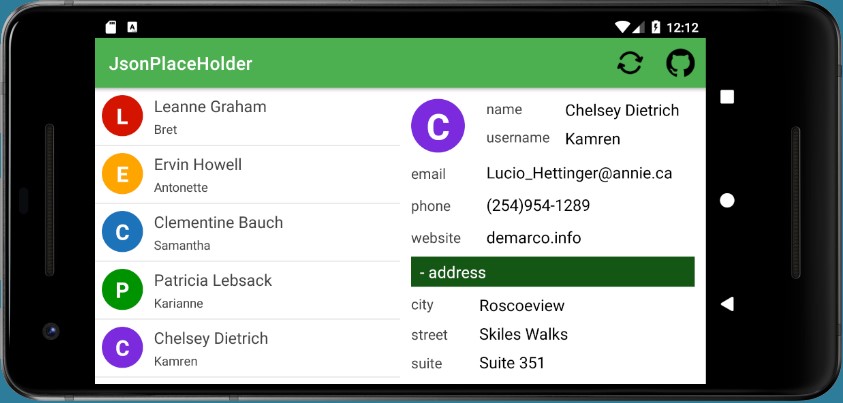 12:12
JsonPlaceHolder
L Leanne Graham
Bret
E Ervin Howell
Antonette
C Clementine Bauch
Samantha
P Patricia Lebsack
Karianne
C Chelsey Dietrich
Kamren
C
name Chelsey Dietrich
username Kamren
email Lucio_Hettinger@annie.ca
phone (254)954-1289
website demarco.info
- address
city Roscoeview
street Skiles Walks
suite Suite 351